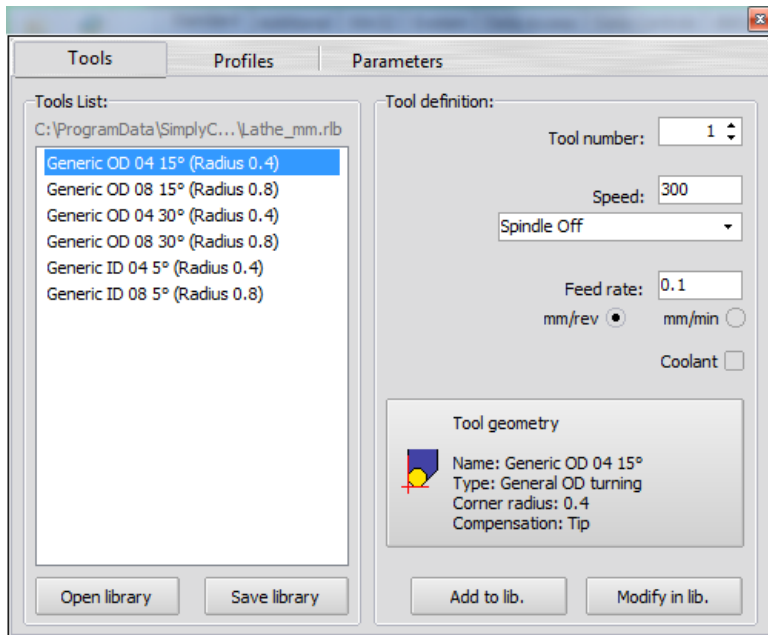 Tools
Profiles
Parameters
Tools List:
C:\ProgramData\SimplyC...\Lathe_mm.rlb
Generic OD 04 15° (Radius 0.4)
Generic OD 08 15° (Radius 0.8)
Generic OD 04 30° (Radius 0.4)
Generic OD 08 30° (Radius 0.8)
Generic ID 04 5° (Radius 0.4)
Generic ID 08 5° (Radius 0.8)
Open library
Save library
Tool definition:
Tool number: 1
Speed: 300
Spindle Off
Feed rate: 0.1
mm/rev mm/min
Coolant
Tool geometry
Name: Generic OD 04 15°
Type: General OD turning
Corner radius: 0.4
Compensation: Tip
Add to lib.
Modify in lib.